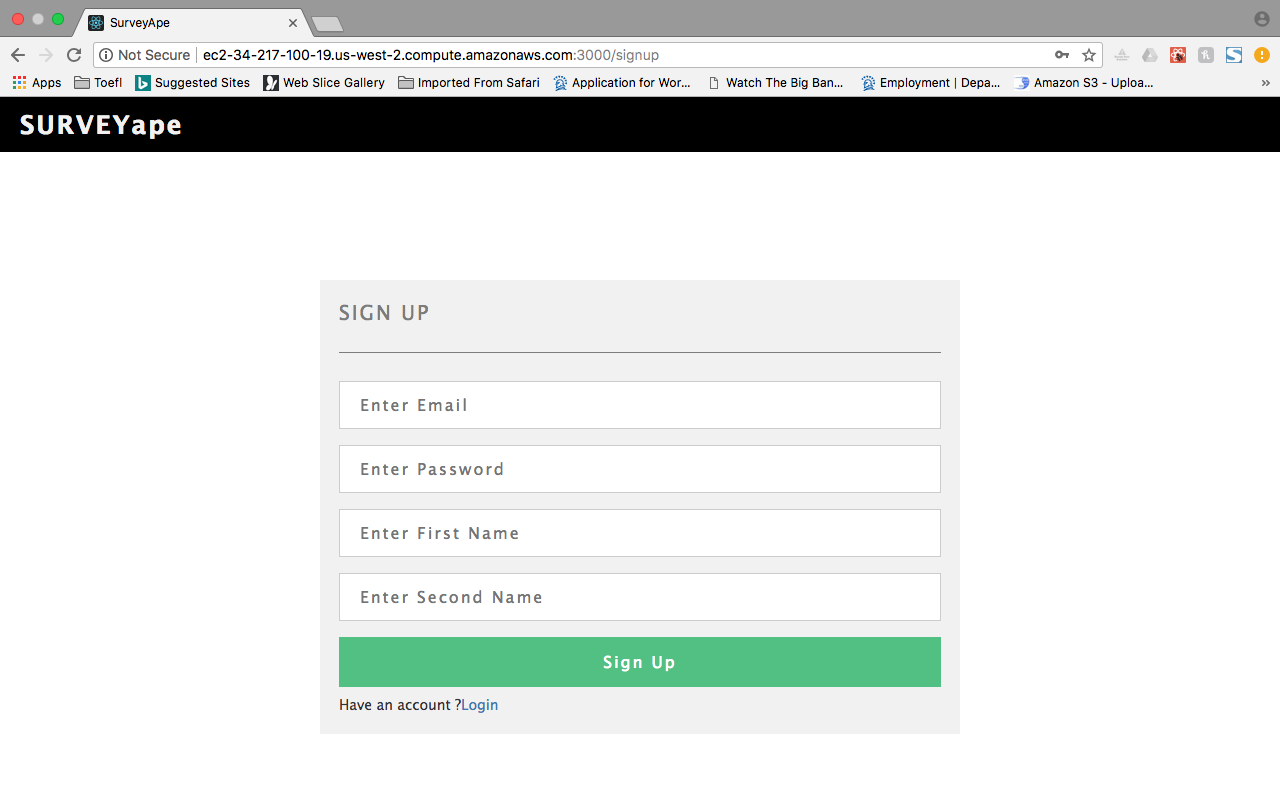 SurveyApe
Not Secure ec2-34-217-100-19.us-west-2.compute.amazonaws.com:3000/signup
Apps Toefl Suggested Sites Web Slice Gallery Imported From Safari Application for Wor... Watch The Big Ban... Employment | Depa... Amazon S3 - Uploa... »
SURVEYape
SIGN UP
Enter Email
Enter Password
Enter First Name
Enter Second Name
Sign Up
Have an account ?Login